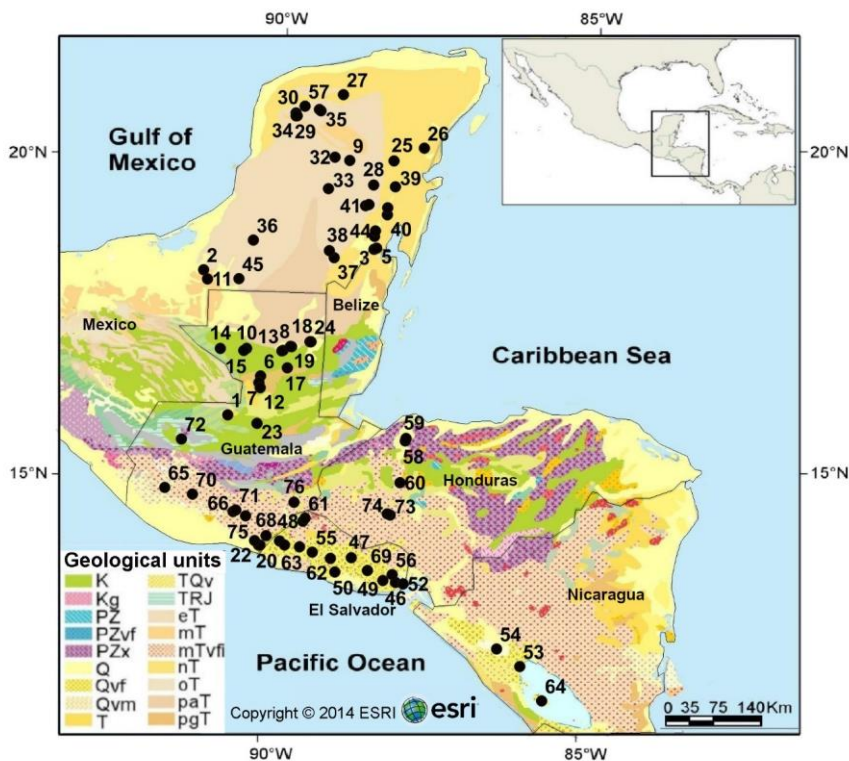 90°W 85°W
30 57 27
34 29 35
Gulf of
Mexico
20°N 20°N
32 9 25 26
28
33 39
41
36 44 40
38
2 45 3 5
11 37
Belize
Mexico
14 10 13 8 18 24
Caribbean Sea
6 19
15 17
7 12
1
72 23
Guatemala
59
58
15°N 15°N
65 70 76 60 Honduras
66 71 61 74 73
68 48
75 55 47 69 56
22 20 63
62 50 49 46 52
El Salvador
Nicaragua
Geological units
K TQv
Kg TRJ
PZ eT
PZvf mT
PZx mTvfi
Q nT
Qvf oT
Qvm paT
T pgT
54
53
64
Pacific Ocean
Copyright © 2014 ESRI esri
0 35 70 140 Km
90°W 85°W